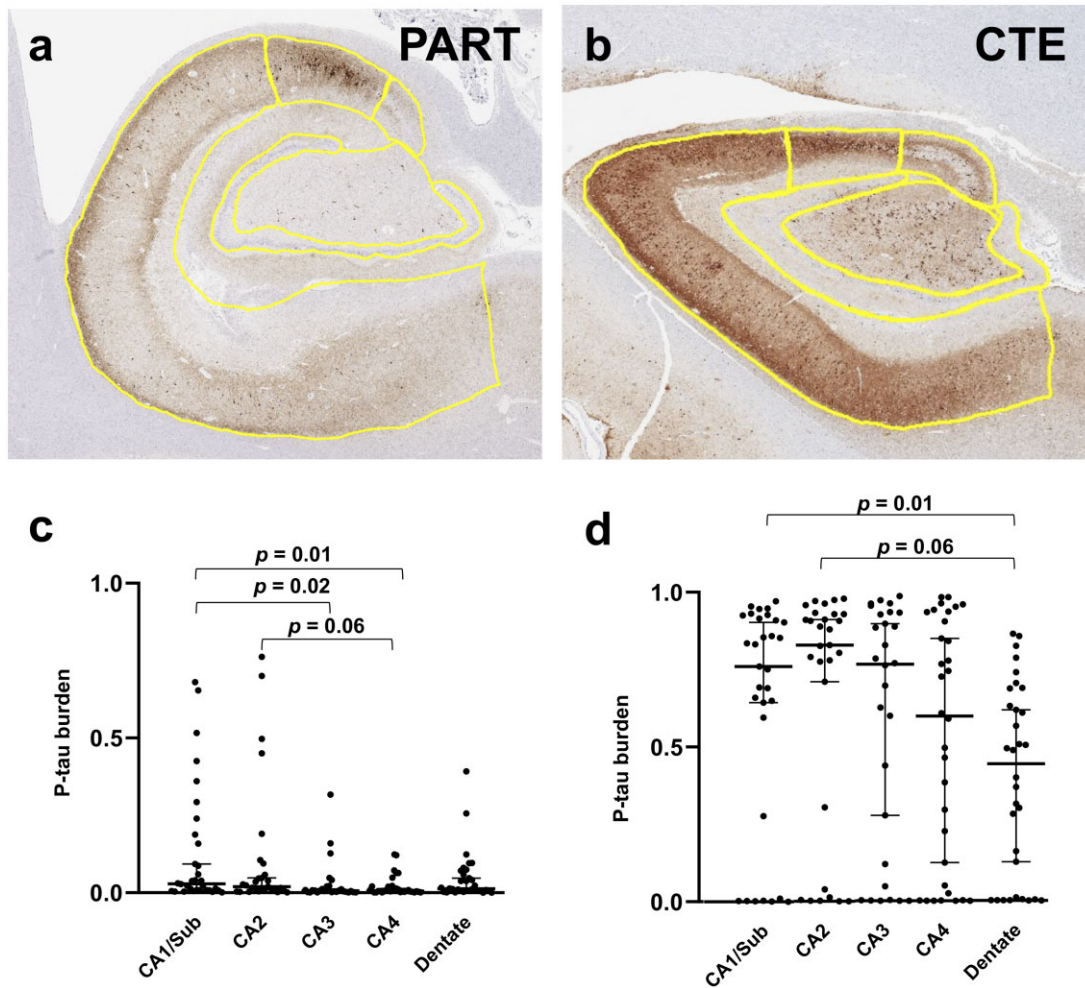 a PART
b CTE
c
p = 0.01
p = 0.02
p = 0.06
P-tau burden
1.0
0.5
0.0
CA1/Sub
CA2
CA3
CA4
Dentate
d
p = 0.01
p = 0.06
P-tau burden
1.0
0.5
0.0
CA1/Sub
CA2
CA3
CA4
Dentate